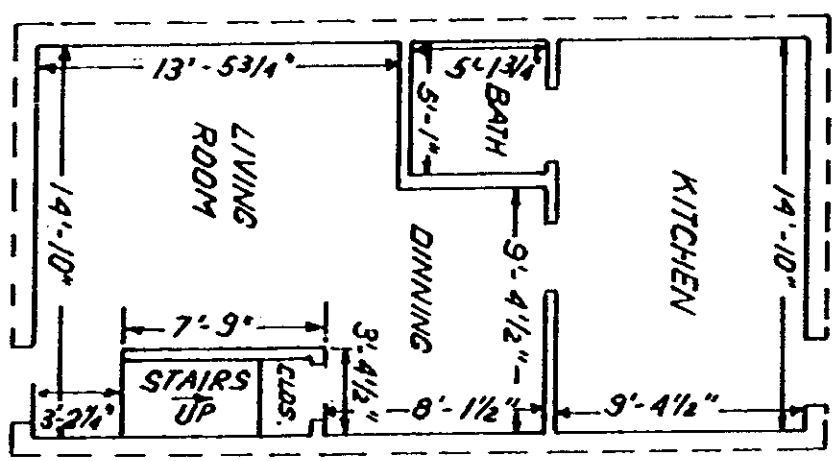 13'-5 3/4"
5'-1 3/4"
5'-1"
BATH
LIVING
ROOM
14'-10"
KITCHEN
14'-10"
DINNING
9'-4 1/2"
7'-9"
3'-4 1/2"
STAIRS
UP
CLOS.
3'-2 1/4"
8'-1 1/2"
9'-4 1/2"